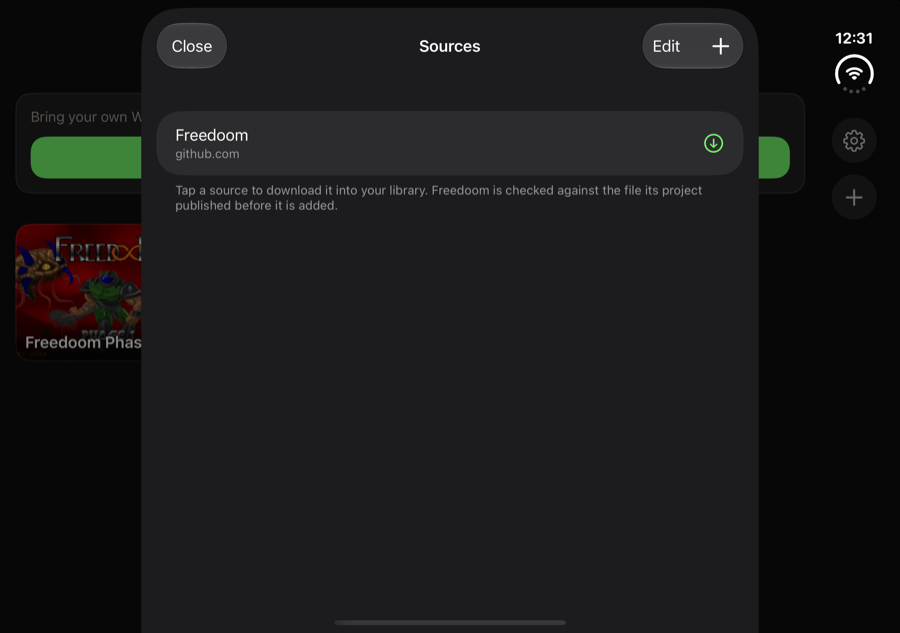 Close
Sources
Edit
12:31
Bring your own W
Freedoom
github.com
Tap a source to download it into your library. Freedoom is checked against the file its project
published before it is added.
Freedoom Phas